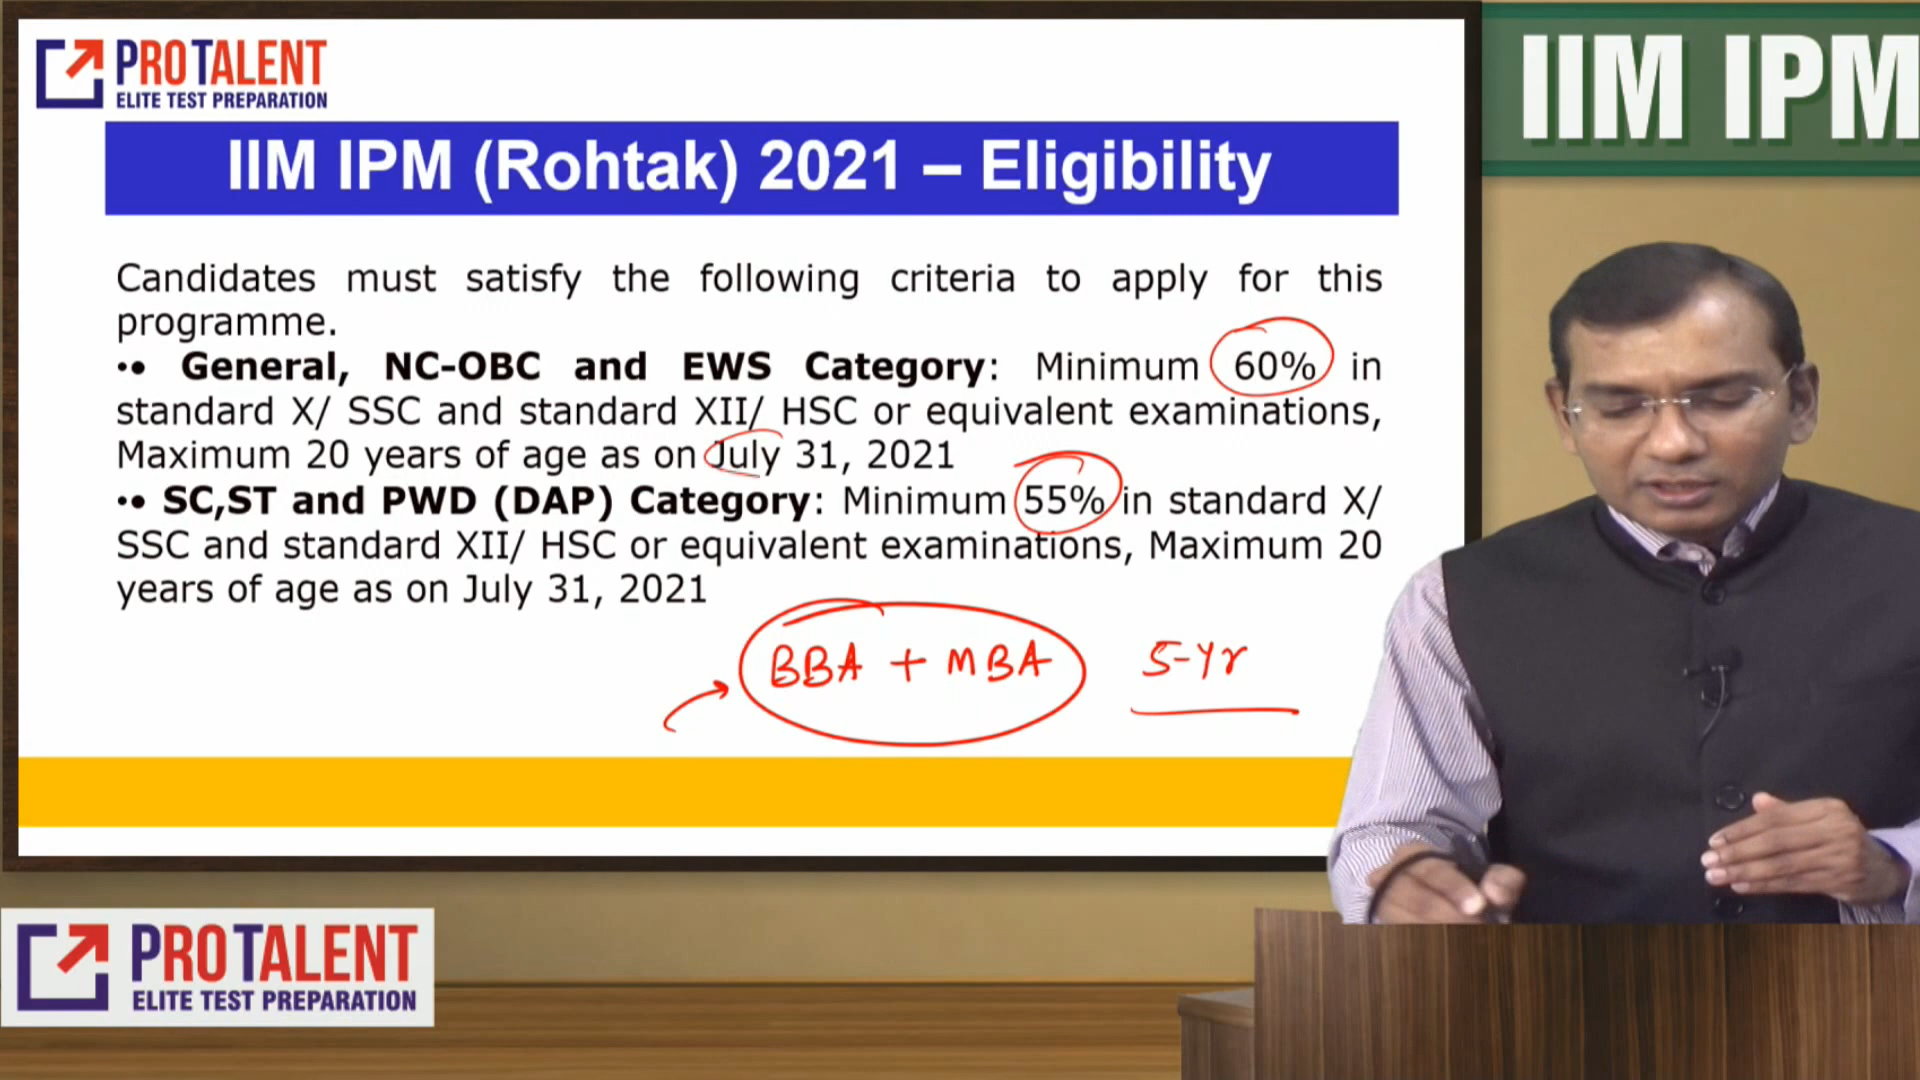 PRO TALENT
ELITE TEST PREPARATION
IIM IPM
IIM IPM (Rohtak) 2021 – Eligibility
Candidates must satisfy the following criteria to apply for this
programme.
•• General, NC-OBC and EWS Category: Minimum 60% in
standard X/ SSC and standard XII/ HSC or equivalent examinations,
Maximum 20 years of age as on July 31, 2021
•• SC,ST and PWD (DAP) Category: Minimum 55% in standard X/
SSC and standard XII/ HSC or equivalent examinations, Maximum 20
years of age as on July 31, 2021
BBA + MBA 5-Yr
PRO TALENT
ELITE TEST PREPARATION